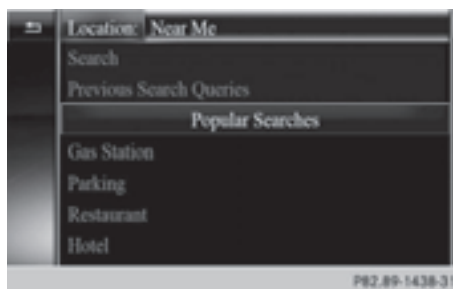 Location: Near Me
Search
Previous Search Queries
Popular Searches
Gas Station
Parking
Restaurant
Hotel
P82.89-1438-31